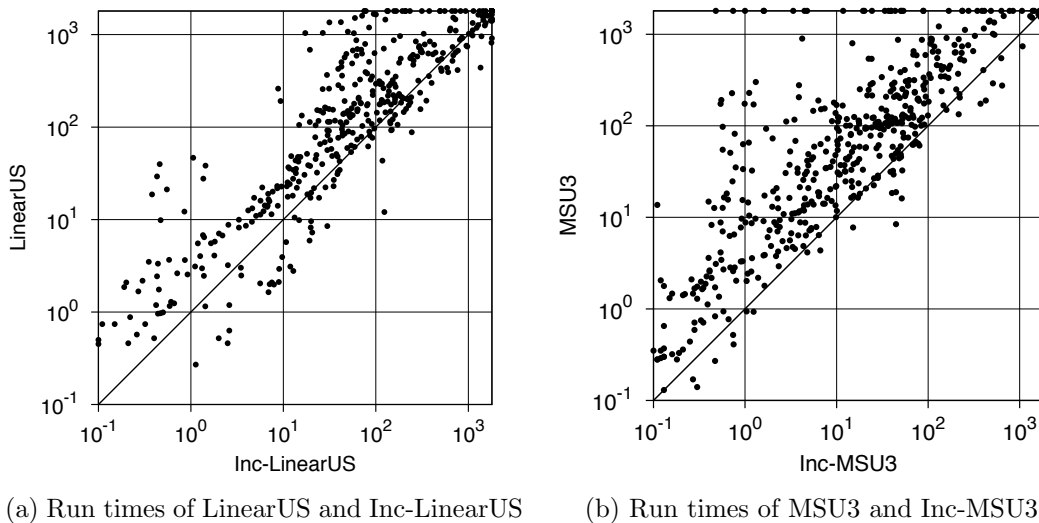 10^3
10^2
10^1
10^0
10^-1
LinearUS
10^-1 10^0 10^1 10^2 10^3
Inc-LinearUS
(a) Run times of LinearUS and Inc-LinearUS
10^3
10^2
10^1
10^0
10^-1
MSU3
10^-1 10^0 10^1 10^2 10^3
Inc-MSU3
(b) Run times of MSU3 and Inc-MSU3